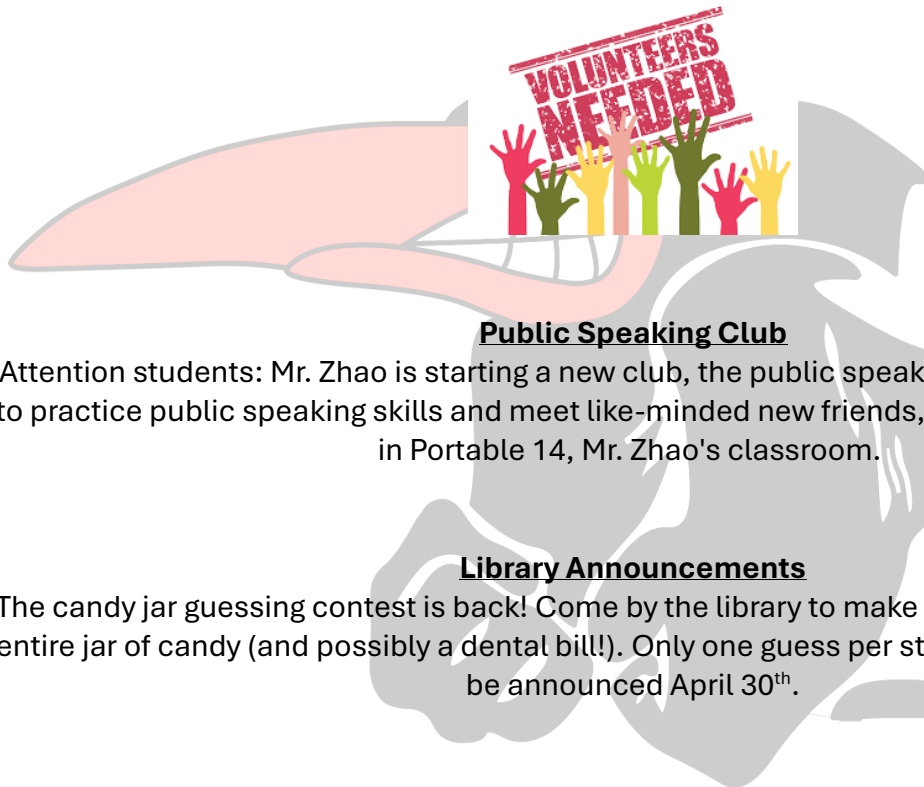 VOLUNTEERS
NEEDED
Public Speaking Club
Attention students: Mr. Zhao is starting a new club, the public speak
to practice public speaking skills and meet like-minded new friends,
in Portable 14, Mr. Zhao's classroom.
Library Announcements
The candy jar guessing contest is back! Come by the library to make
entire jar of candy (and possibly a dental bill!). Only one guess per st
be announced April 30th.